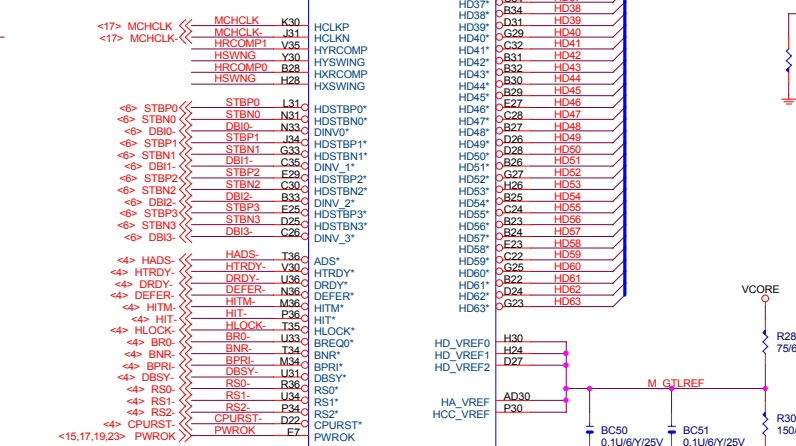 <17> MCHCLK MCHCLK K30 HCLKP
<17> MCHCLK- MCHCLK- J31 HCLKN
HRCOMP1 V35 HYRCOMP
HSWNG Y30 HYSWING
HRCOMP0 B28 HXRCOMP
HSWNG H28 HXSWING
<6> STBP0 STBP0 L31 HDSTBP0*
<6> STBN0 STBN0 N31 HDSTBN0*
<6> DBI0- DBI0- N33 DINV0*
<6> STBP1 STBP1 J34 HDSTBP1*
<6> STBN1 STBN1 G33 HDSTBN1*
<6> DBI1- DBI1- C35 DINV_1*
<6> STBP2 STBP2 E29 HDSTBP2*
<6> STBN2 STBN2 C30 HDSTBN2*
<6> DBI2- DBI2- B33 DINV_2*
<6> STBP3 STBP3 E25 HDSTBP3*
<6> STBN3 STBN3 D25 HDSTBN3*
<6> DBI3- DBI3- C26 DINV_3*
<4> HADS- HADS- T36 ADS*
<4> HTRDY- HTRDY- V30 HTRDY*
<4> DRDY- DRDY- U36 DRDY*
<4> DEFER- DEFER- N36 DEFER*
<4> HITM- HITM- M36 HITM*
<4> HIT- HIT- P36 HIT*
<4> HLOCK- HLOCK- T35 HLOCK*
<4> BR0- BR0- U33 BREQ0*
<4> BNR- BNR- T34 BNR*
<4> BPRI- BPRI- M34 BPRI*
<4> DBSY- DBSY- U31 DBSY*
<4> RS0- RS0- R36 RS0*
<4> RS1- RS1- U34 RS1*
<4> RS2- RS2- P34 RS2*
<4> CPURST- CPURST- D22 CPURST*
<15,17,19,23> PWROK PWROK E7 PWROK
HD37*
HD38* B34 HD38
HD39* D31 HD39
HD40* G29 HD40
HD41* C32 HD41
HD42* B31 HD42
HD43* B32 HD43
HD44* B30 HD44
HD45* B29 HD45
HD46* E27 HD46
HD47* C28 HD47
HD48* B27 HD48
HD49* D26 HD49
HD50* D28 HD50
HD51* B26 HD51
HD52* G27 HD52
HD53* H26 HD53
HD54* B25 HD54
HD55* C24 HD55
HD56* B23 HD56
HD57* B24 HD57
HD58* E23 HD58
HD59* C22 HD59
HD60* G25 HD60
HD61* B22 HD61
HD62* D24 HD62
HD63* G23 HD63
HD_VREF0 H30
HD_VREF1 H24
HD_VREF2 D27
HA_VREF AD30
HCC_VREF P30
M_GTLREF
VCORE
R28
75/6
R30
150/
BC50
0.1U/6/Y/25V
BC51
0.1U/6/Y/25V